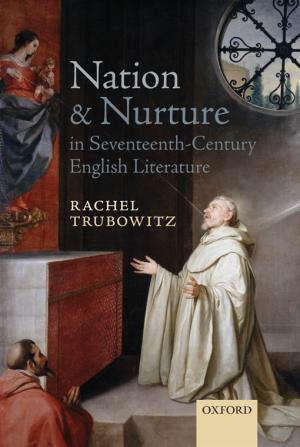 Nation
& Nurture
in Seventeenth-Century
English Literature
RACHEL
TRUBOWITZ
OXFORD